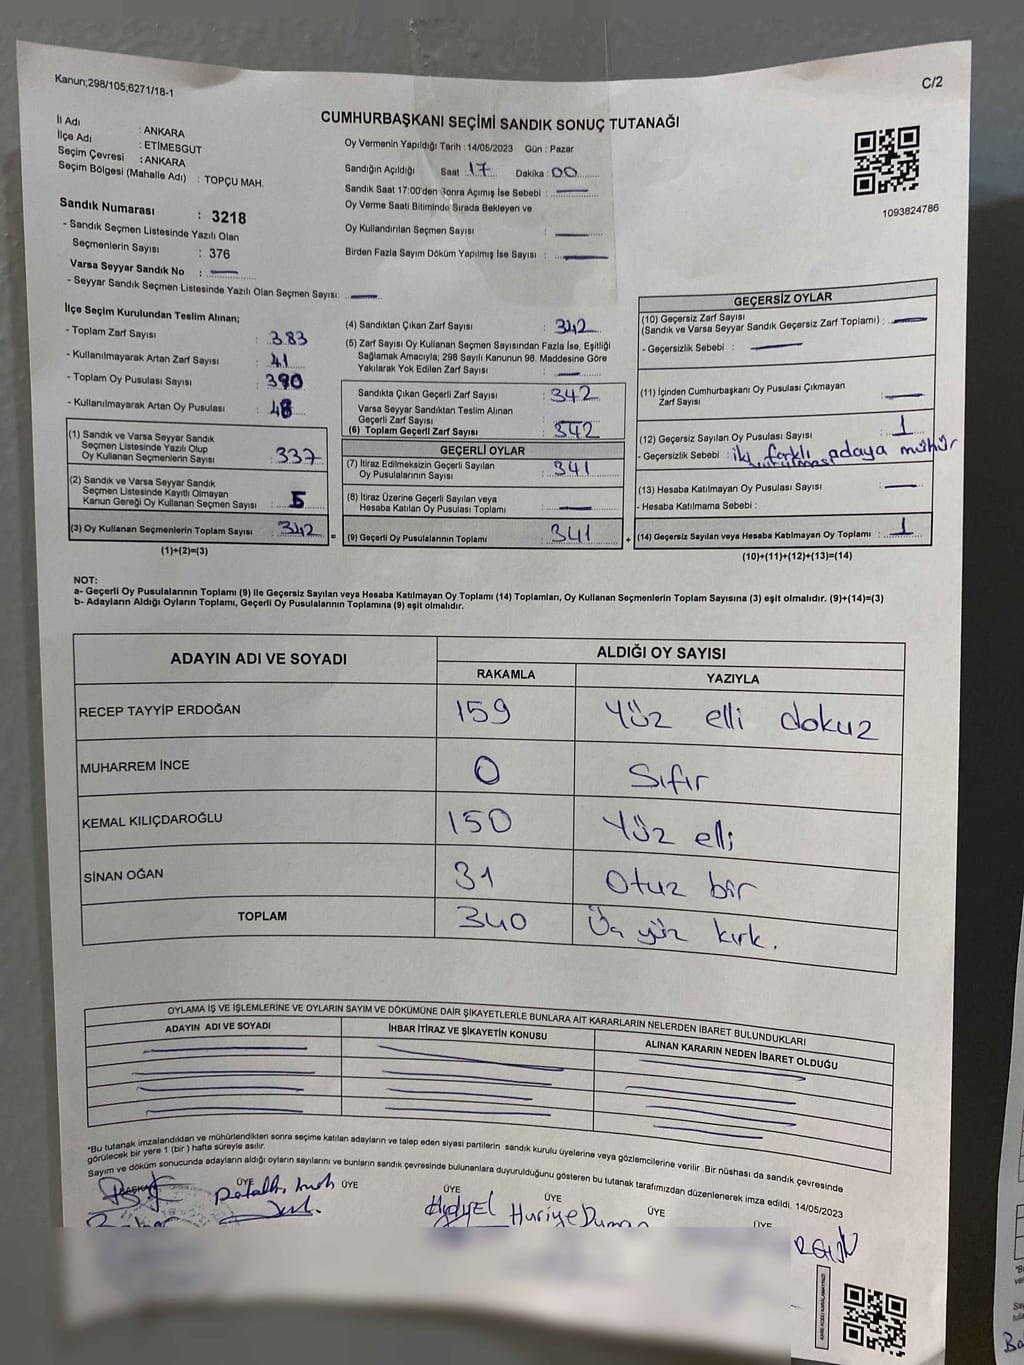 Kanun;298/105;6271/18-1
C/2
CUMHURBAŞKANI SEÇİMİ SANDIK SONUÇ TUTANAĞI
İl Adı : ANKARA
İlçe Adı : ETİMESGUT
Seçim Çevresi : ANKARA
Seçim Bölgesi (Mahalle Adı) : TOPÇU MAH.
Sandık Numarası : 3218
- Sandık Seçmen Listesinde Yazılı Olan
Seçmenlerin Sayısı : 376
Varsa Seyyar Sandık No :
- Seyyar Sandık Seçmen Listesinde Yazılı Olan Seçmen Sayısı:
Oy Vermenin Yapıldığı Tarih : 14/05/2023 Gün : Pazar
Sandığın Açıldığı Saat : 17 Dakika : 00
Sandık Saat 17:00'den Sonra Açımış İse Sebebi :
Oy Verme Saati Bitiminde Sırada Bekleyen ve
Oy Kullandırılan Seçmen Sayısı :
Birden Fazla Sayım Döküm Yapılmış İse Sayısı :
1093824786
İlçe Seçim Kurulundan Teslim Alınan;
- Toplam Zarf Sayısı : 383
- Kullanılmayarak Artan Zarf Sayısı : 41
- Toplam Oy Pusulası Sayısı : 390
- Kullanılmayarak Artan Oy Pusulası : 48
(1) Sandık ve Varsa Seyyar Sandık
Seçmen Listesinde Yazılı Olup
Oy Kullanan Seçmenlerin Sayısı : 337
(2) Sandık ve Varsa Seyyar Sandık
Seçmen Listesinde Kayıtlı Olmayan
Kanun Gereği Oy Kullanan Seçmen Sayısı : 5
(3) Oy Kullanan Seçmenlerin Toplam Sayısı : 342
(1)+(2)=(3)
(4) Sandıktan Çıkan Zarf Sayısı : 342
(5) Zarf Sayısı Oy Kullanan Seçmen Sayısından Fazla İse, Eşitliği
Sağlamak Amacıyla; 298 Sayılı Kanunun 98. Maddesine Göre
Yakılarak Yok Edilen Zarf Sayısı :
Sandıkta Çıkan Geçerli Zarf Sayısı : 342
Varsa Seyyar Sandıktan Teslim Alınan
Geçerli Zarf Sayısı :
(6) Toplam Geçerli Zarf Sayısı : 342
=
GEÇERLİ OYLAR
(7) İtiraz Edilmeksizin Geçerli Sayılan
Oy Pusulalarının Sayısı : 341
(8) İtiraz Üzerine Geçerli Sayılan veya
Hesaba Katılan Oy Pusulası Toplamı :
(9) Geçerli Oy Pusulalarının Toplamı : 341
+
GEÇERSİZ OYLAR
(10) Geçersiz Zarf Sayısı
(Sandık ve Varsa Seyyar Sandık Geçersiz Zarf Toplamı) :
- Geçersizlik Sebebi :
(11) İçinden Cumhurbaşkanı Oy Pusulası Çıkmayan
Zarf Sayısı :
(12) Geçersiz Sayılan Oy Pusulası Sayısı : 1
- Geçersizlik Sebebi : iki farklı adaya mühür
(13) Hesaba Katılmayan Oy Pusulası Sayısı :
- Hesaba Katılmama Sebebi :
(14) Geçersiz Sayılan veya Hesaba Katılmayan Oy Toplamı : 1
(10)+(11)+(12)+(13)=(14)
NOT:
a- Geçerli Oy Pusulalarının Toplamı (9) ile Geçersiz Sayılan veya Hesaba Katılmayan Oy Toplamı (14) Toplamları, Oy Kullanan Seçmenlerin Toplam Sayısına (3) eşit olmalıdır. (9)+(14)=(3)
b- Adayların Aldığı Oyların Toplamı, Geçerli Oy Pusulalarının Toplamına (9) eşit olmalıdır.
ADAYIN ADI VE SOYADI
ALDIĞI OY SAYISI
RAKAMLA YAZIYLA
RECEP TAYYİP ERDOĞAN 159 Yüz elli dokuz
MUHARREM İNCE 0 Sıfır
KEMAL KILIÇDAROĞLU 150 Yüz elli
SİNAN OĞAN 31 Otuz bir
TOPLAM 340 Üç yüz kırk.
OYLAMA İŞ VE İŞLEMLERİNE VE OYLARIN SAYIM VE DÖKÜMÜNE DAİR ŞİKAYETLERLE BUNLARA AİT KARARLARIN NELERDEN İBARET BULUNDUKLARI
ADAYIN ADI VE SOYADI İHBAR İTİRAZ VE ŞİKAYETİN KONUSU ALINAN KARARIN NEDEN İBARET OLDUĞU
*Bu tutanak imzalandıktan ve mühürlendikten sonra seçime katılan adayların ve talep eden siyasi partilerin sandık kurulu üyelerine veya gözlemcilerine verilir .Bir nüshası da sandık çevresinde
görülecek bir yere 1 (bir) hafta süreyle asılır.
Sayım ve döküm sonucunda adayların aldığı oyların sayılarını ve bunların sandık çevresinde bulunanlara duyurulduğunu gösteren bu tutanak tarafımızdan düzenlenerek imza edildi. 14/05/2023
BAŞKAN ÜYE ÜYE ÜYE ÜYE ÜYE ÜYE
Huriye Duman